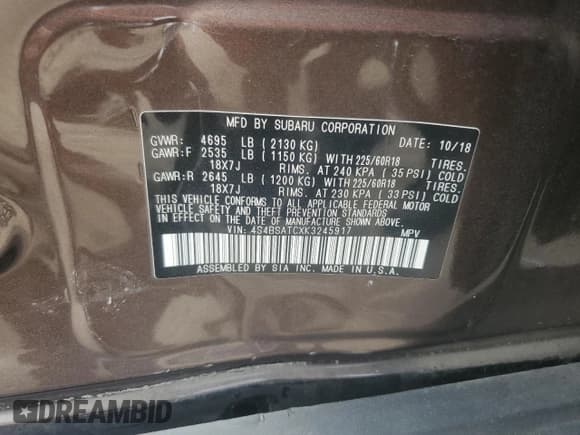 MFD BY SUBARU CORPORATION
GVWR: 4695 LB ( 2130 KG) DATE: 10/18
GAWR:F 2535 LB ( 1150 KG) WITH 225/60R18 TIRES.
18X7J RIMS. AT 240 KPA ( 35 PSI) COLD
GAWR:R 2645 LB ( 1200 KG) WITH 225/60R18 TIRES.
18X7J RIMS. AT 230 KPA ( 33 PSI) COLD
THIS VEHICLE CONFORMS TO ALL APPLICABLE FEDERAL MOTOR
VEHICLE SAFETY, BUMPER, AND THEFT PREVENTION STANDARDS
IN EFFECT ON THE DATE OF MANUFACTURE SHOWN ABOVE.
VIN: 4S4BSATCXK3245917 MPV
ASSEMBLED BY SIA INC. MADE IN U.S.A.
DREAMBID